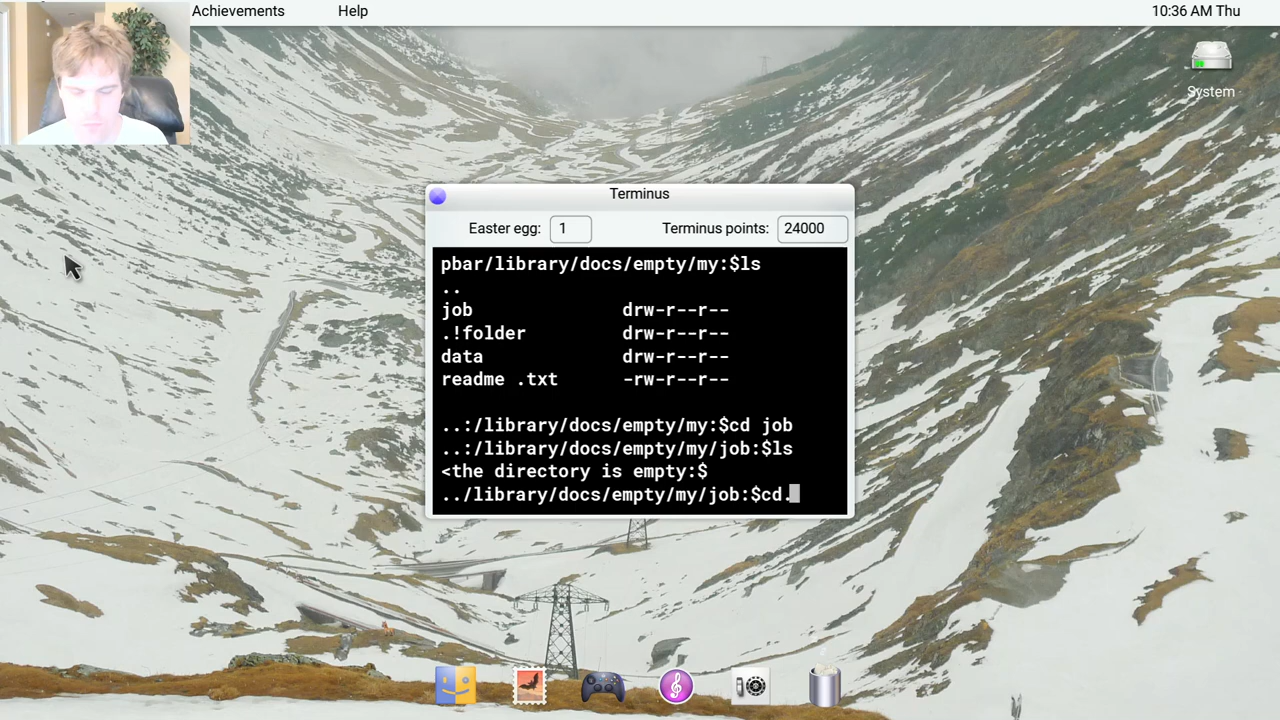 Achievements Help 10:36 AM Thu
System
Terminus
Easter egg: 1 Terminus points: 24000
pbar/library/docs/empty/my:$ls
..
job drw-r--r--
.!folder drw-r--r--
data drw-r--r--
readme .txt -rw-r--r--
..:/library/docs/empty/my:$cd job
..:/library/docs/empty/my/job:$ls
<the directory is empty:$
../library/docs/empty/my/job:$cd.